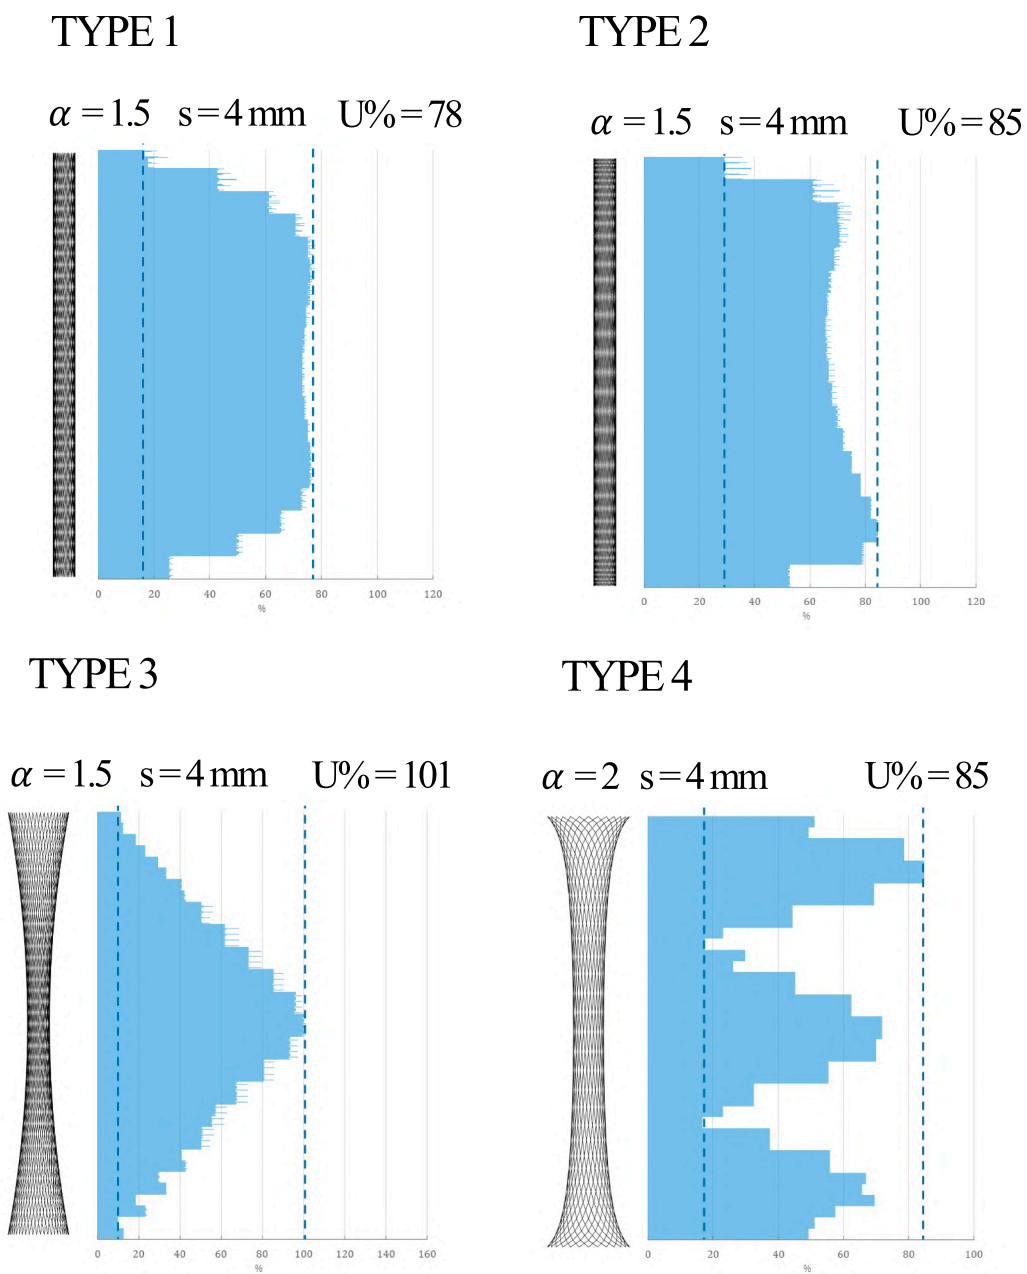 TYPE 1
TYPE 2
α = 1.5 s = 4 mm U% = 78
α = 1.5 s = 4 mm U% = 85
0 20 40 60 80 100 120
%
0 20 40 60 80 100 120
%
TYPE 3
TYPE 4
α = 1.5 s = 4 mm U% = 101
α = 2 s = 4 mm U% = 85
0 20 40 60 80 100 120 140 160
%
0 20 40 60 80 100
%